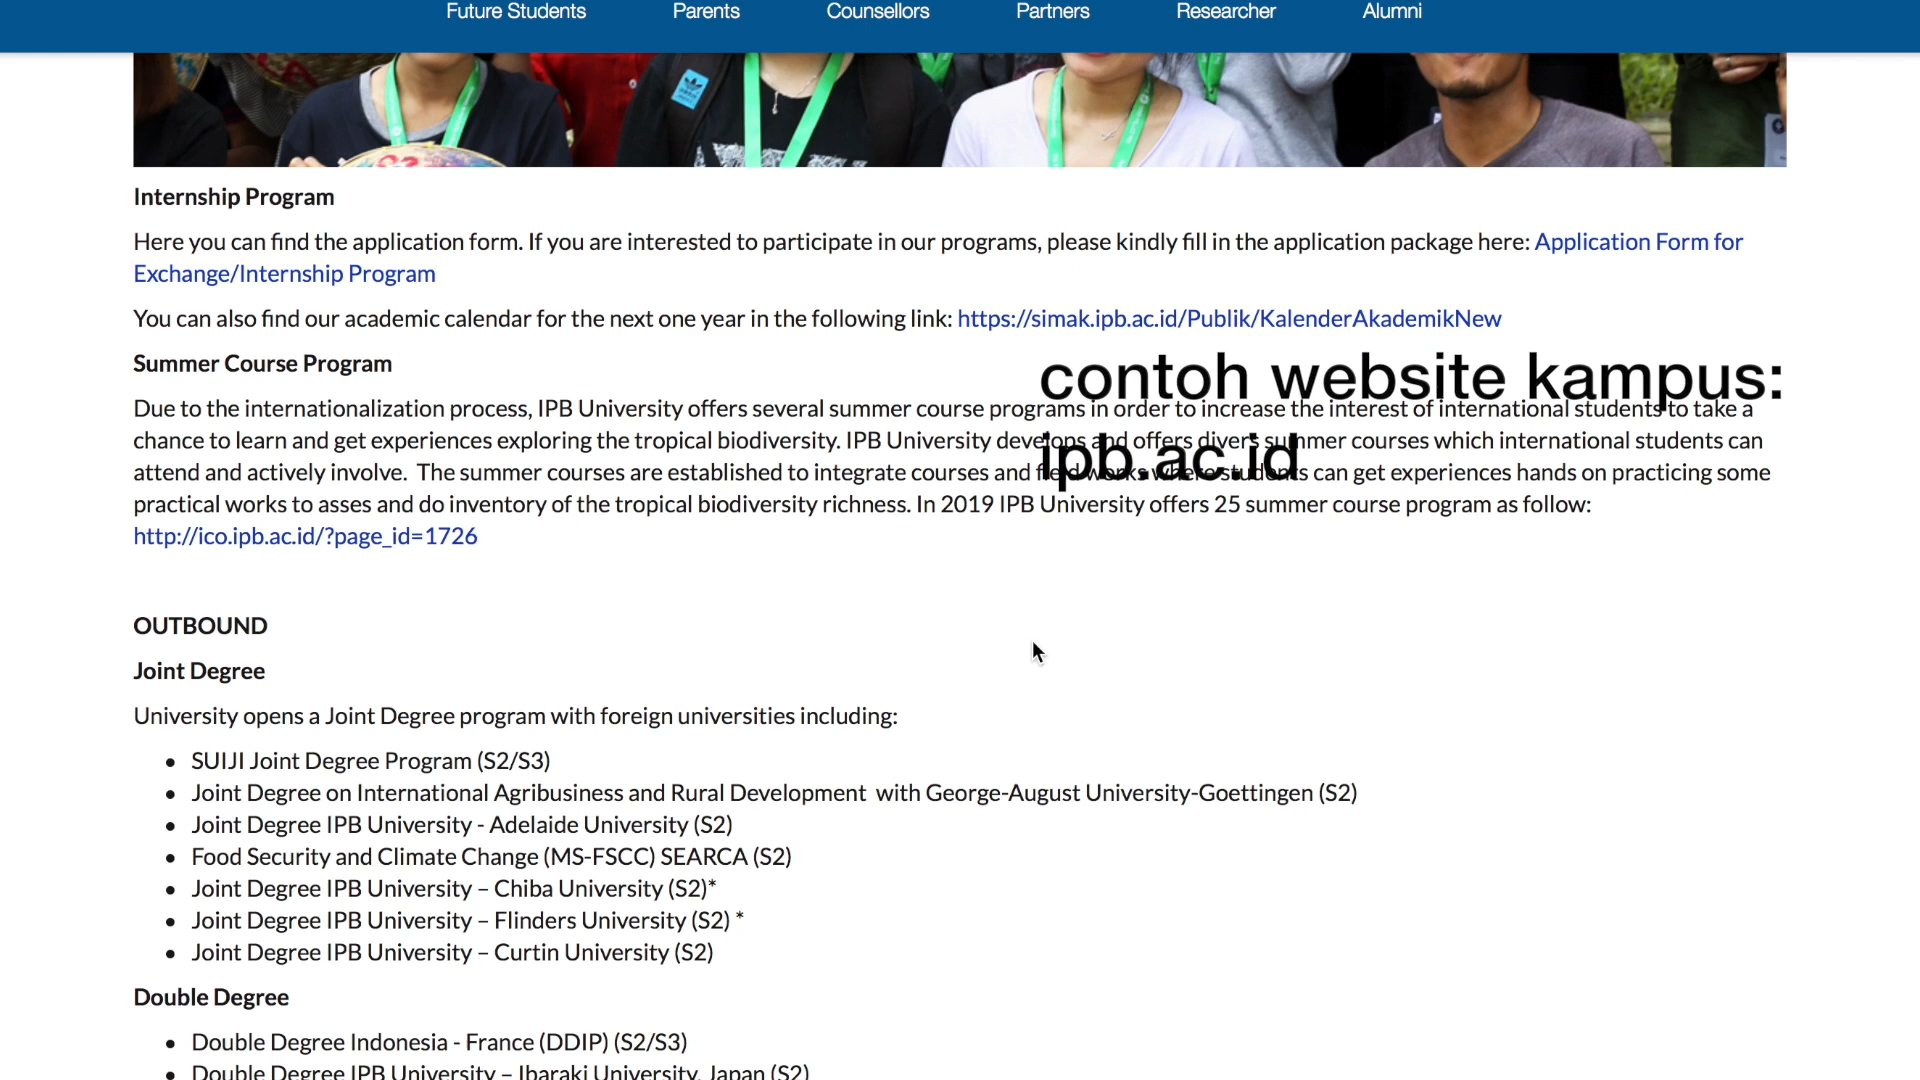 Future Students Parents Counsellors Partners Researcher Alumni
Internship Program
Here you can find the application form. If you are interested to participate in our programs, please kindly fill in the application package here: Application Form for
Exchange/Internship Program
You can also find our academic calendar for the next one year in the following link: https://simak.ipb.ac.id/Publik/KalenderAkademikNew
Summer Course Program
contoh website kampus:
ipb.ac.id
Due to the internationalization process, IPB University offers several summer course programs in order to increase the interest of international students to take a
chance to learn and get experiences exploring the tropical biodiversity. IPB University develops and offers divers summer courses which international students can
attend and actively involve. The summer courses are established to integrate courses and field works where students can get experiences hands on practicing some
practical works to asses and do inventory of the tropical biodiversity richness. In 2019 IPB University offers 25 summer course program as follow:
http://ico.ipb.ac.id/?page_id=1726
OUTBOUND
Joint Degree
University opens a Joint Degree program with foreign universities including:
• SUIJI Joint Degree Program (S2/S3)
• Joint Degree on International Agribusiness and Rural Development with George-August University-Goettingen (S2)
• Joint Degree IPB University - Adelaide University (S2)
• Food Security and Climate Change (MS-FSCC) SEARCA (S2)
• Joint Degree IPB University – Chiba University (S2)*
• Joint Degree IPB University – Flinders University (S2) *
• Joint Degree IPB University – Curtin University (S2)
Double Degree
• Double Degree Indonesia - France (DDIP) (S2/S3)
• Double Degree IPB University – Ibaraki University, Japan (S2)